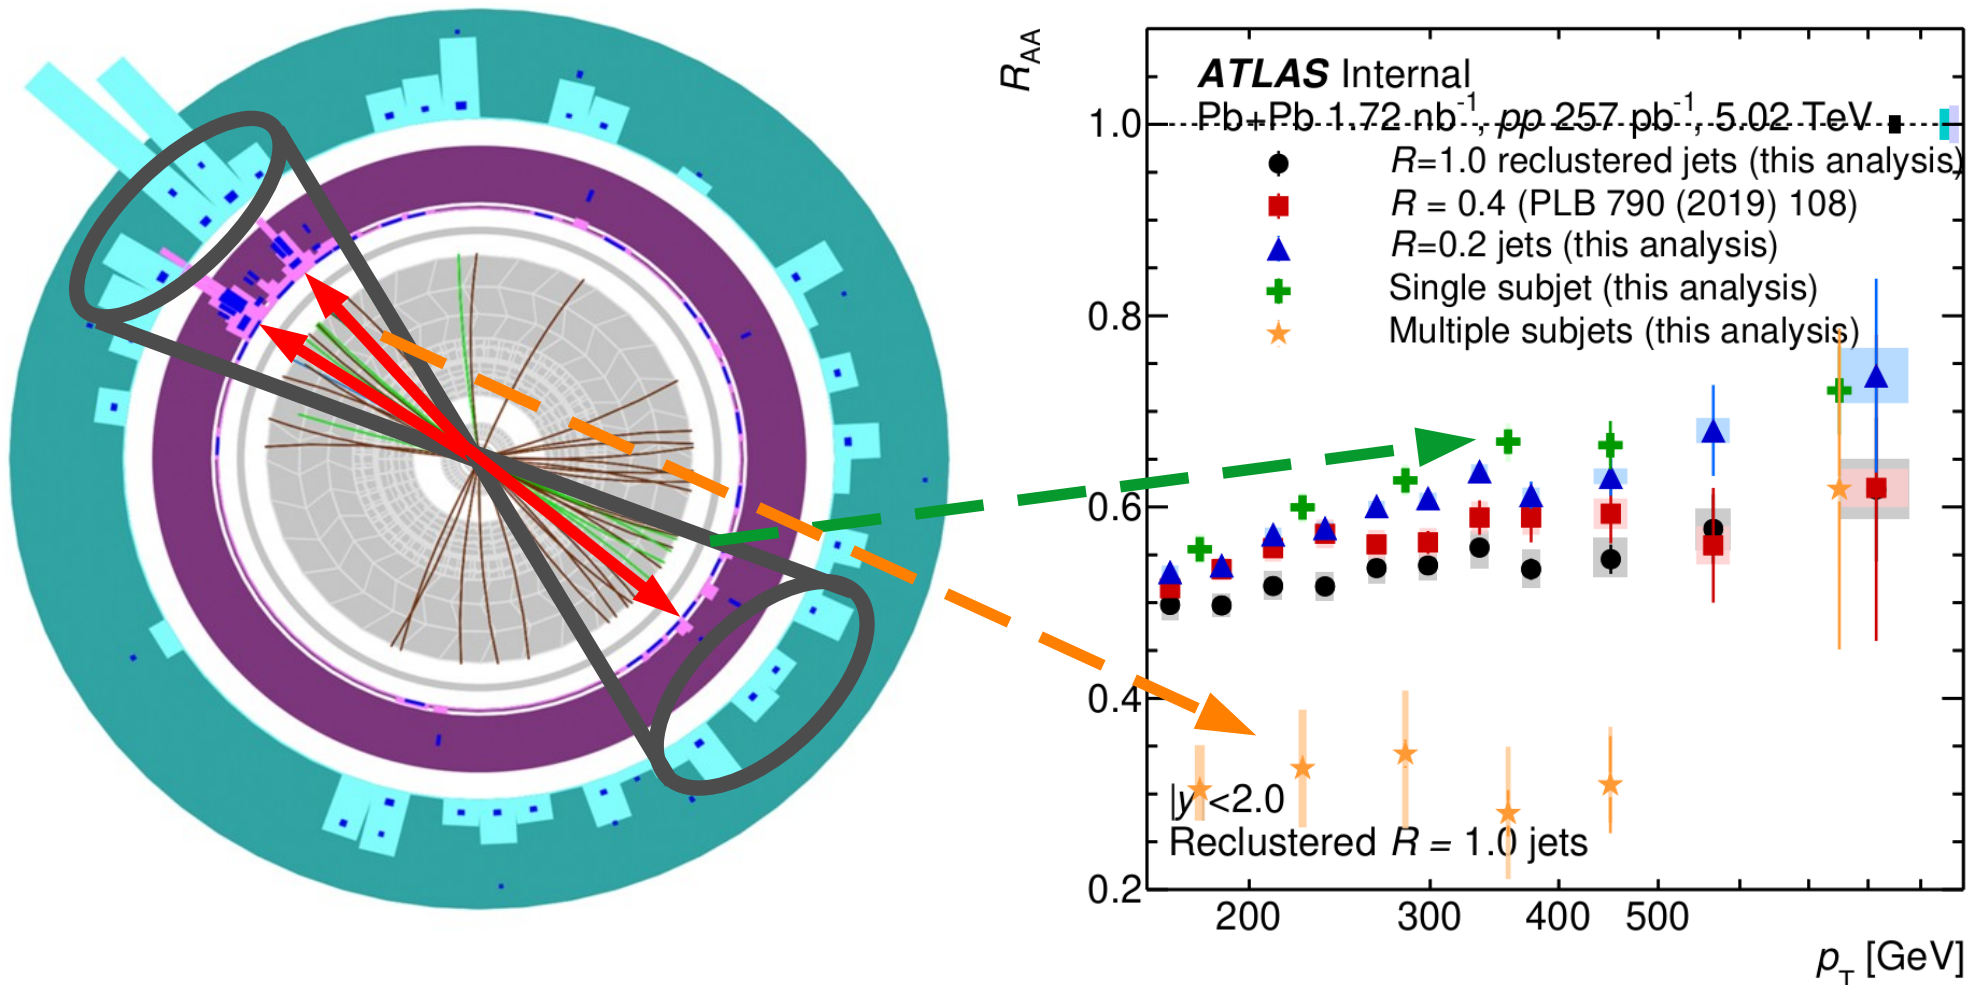 R_AA
ATLAS Internal
Pb+Pb 1.72 nb⁻¹, pp 257 pb⁻¹, 5.02 TeV
R=1.0 reclustered jets (this analysis)
R = 0.4 (PLB 790 (2019) 108)
R=0.2 jets (this analysis)
Single subjet (this analysis)
Multiple subjets (this analysis)
1.0
0.8
0.6
0.4
0.2
|y|<2.0
Reclustered R = 1.0 jets
200 300 400 500
p_T [GeV]